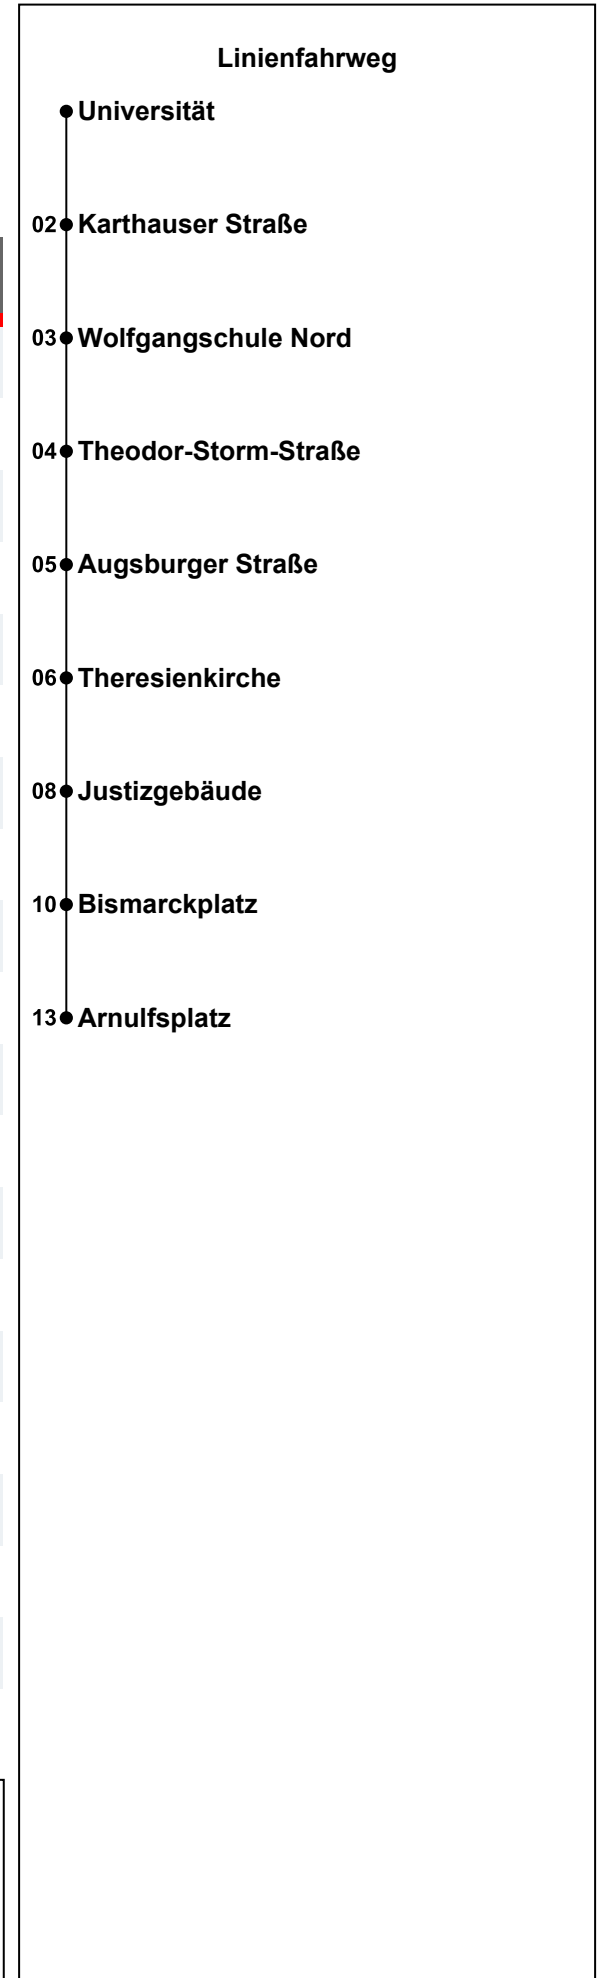 Linienfahrweg
Universität
02 Karthauser Straße
03 Wolfgangschule Nord
04 Theodor-Storm-Straße
05 Augsburger Straße
06 Theresienkirche
08 Justizgebäude
10 Bismarckplatz
13 Arnulfsplatz